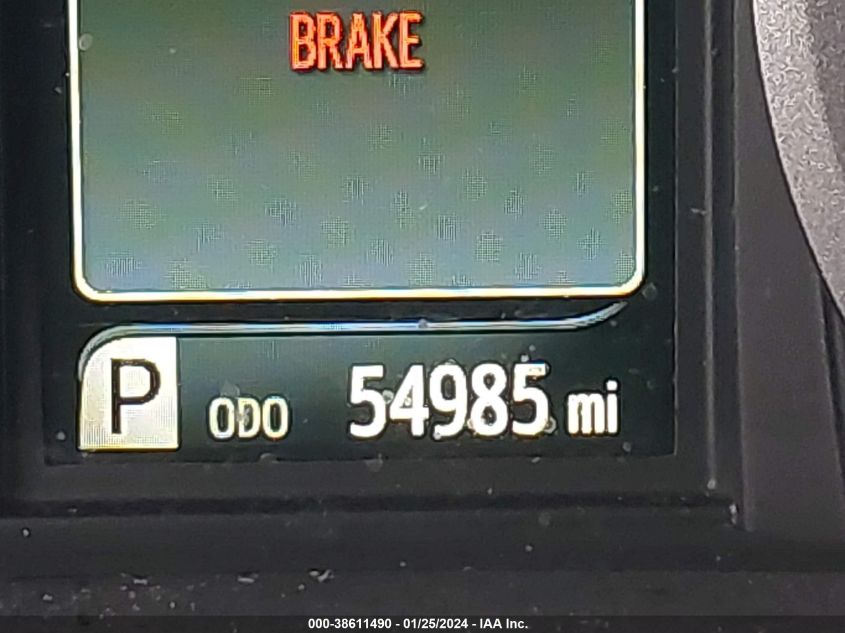 BRAKE
P ODO 54985 mi
000-38611490 - 01/25/2024 - IAA Inc.